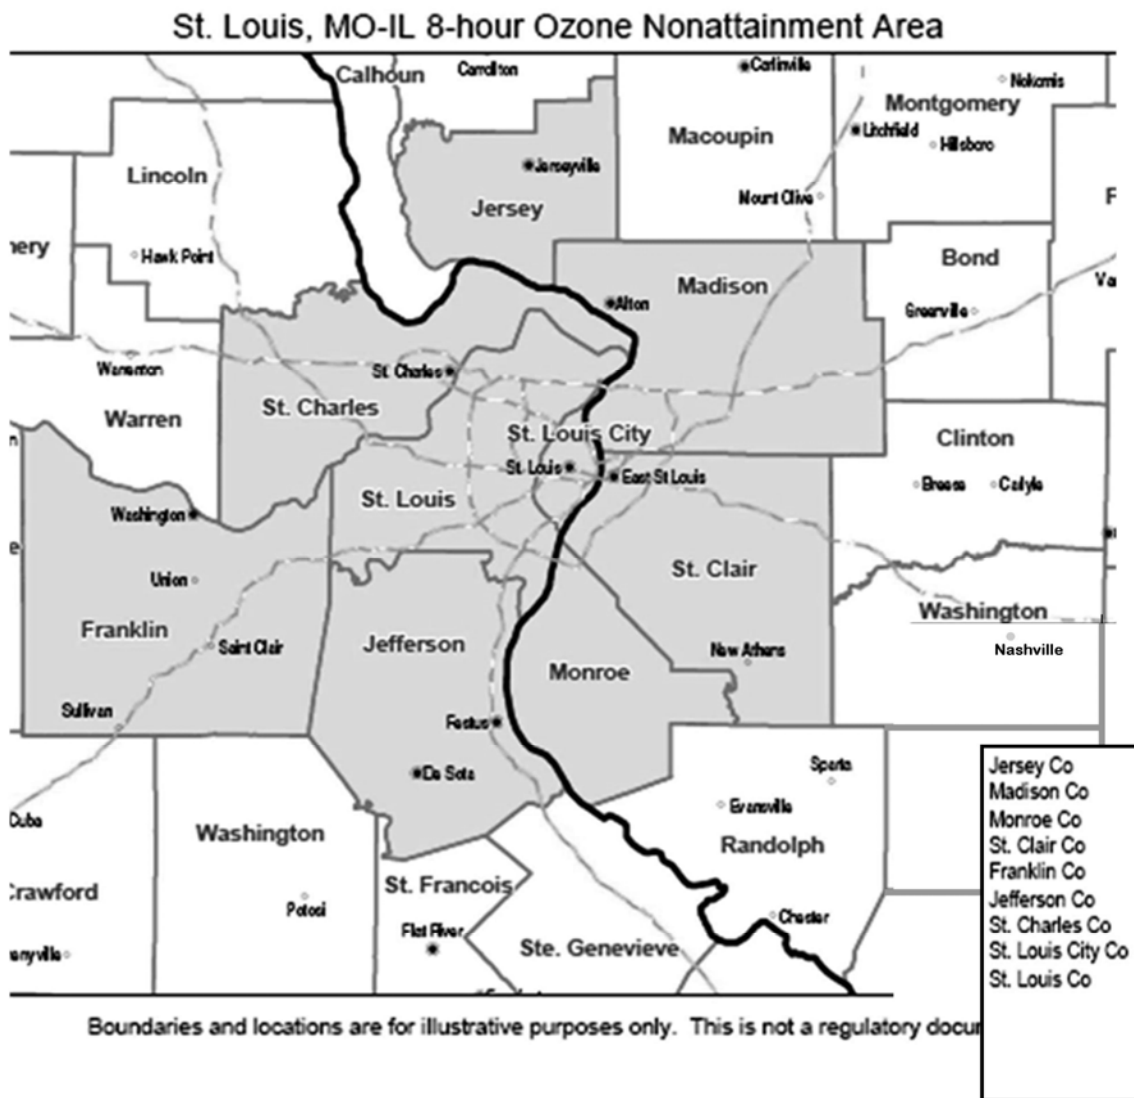 St. Louis, MO-IL 8-hour Ozone Nonattainment Area
Calhoun
Carrollton
Carlinville
Nokomis
Montgomery
Macoupin
Litchfield
Hillsboro
Lincoln
Jerseyville
Mount Olive
Jersey
Hawk Point
Bond
Madison
Alton
Greenville
Warrenton
St. Charles
Warren
St. Charles
St. Louis City
Clinton
St. Louis
East St Louis
Breese
Carlyle
St. Louis
Washington
Union
St. Clair
Washington
Franklin
Saint Clair
Jefferson
New Athens
Nashville
Monroe
Sullivan
Festus
De Soto
Sparta
Evansville
Cuba
Washington
Randolph
Crawford
St. Francois
Potosi
Chester
Flat River
Ste. Genevieve
Jersey Co
Madison Co
Monroe Co
St. Clair Co
Franklin Co
Jefferson Co
St. Charles Co
St. Louis City Co
St. Louis Co
Boundaries and locations are for illustrative purposes only. This is not a regulatory docu